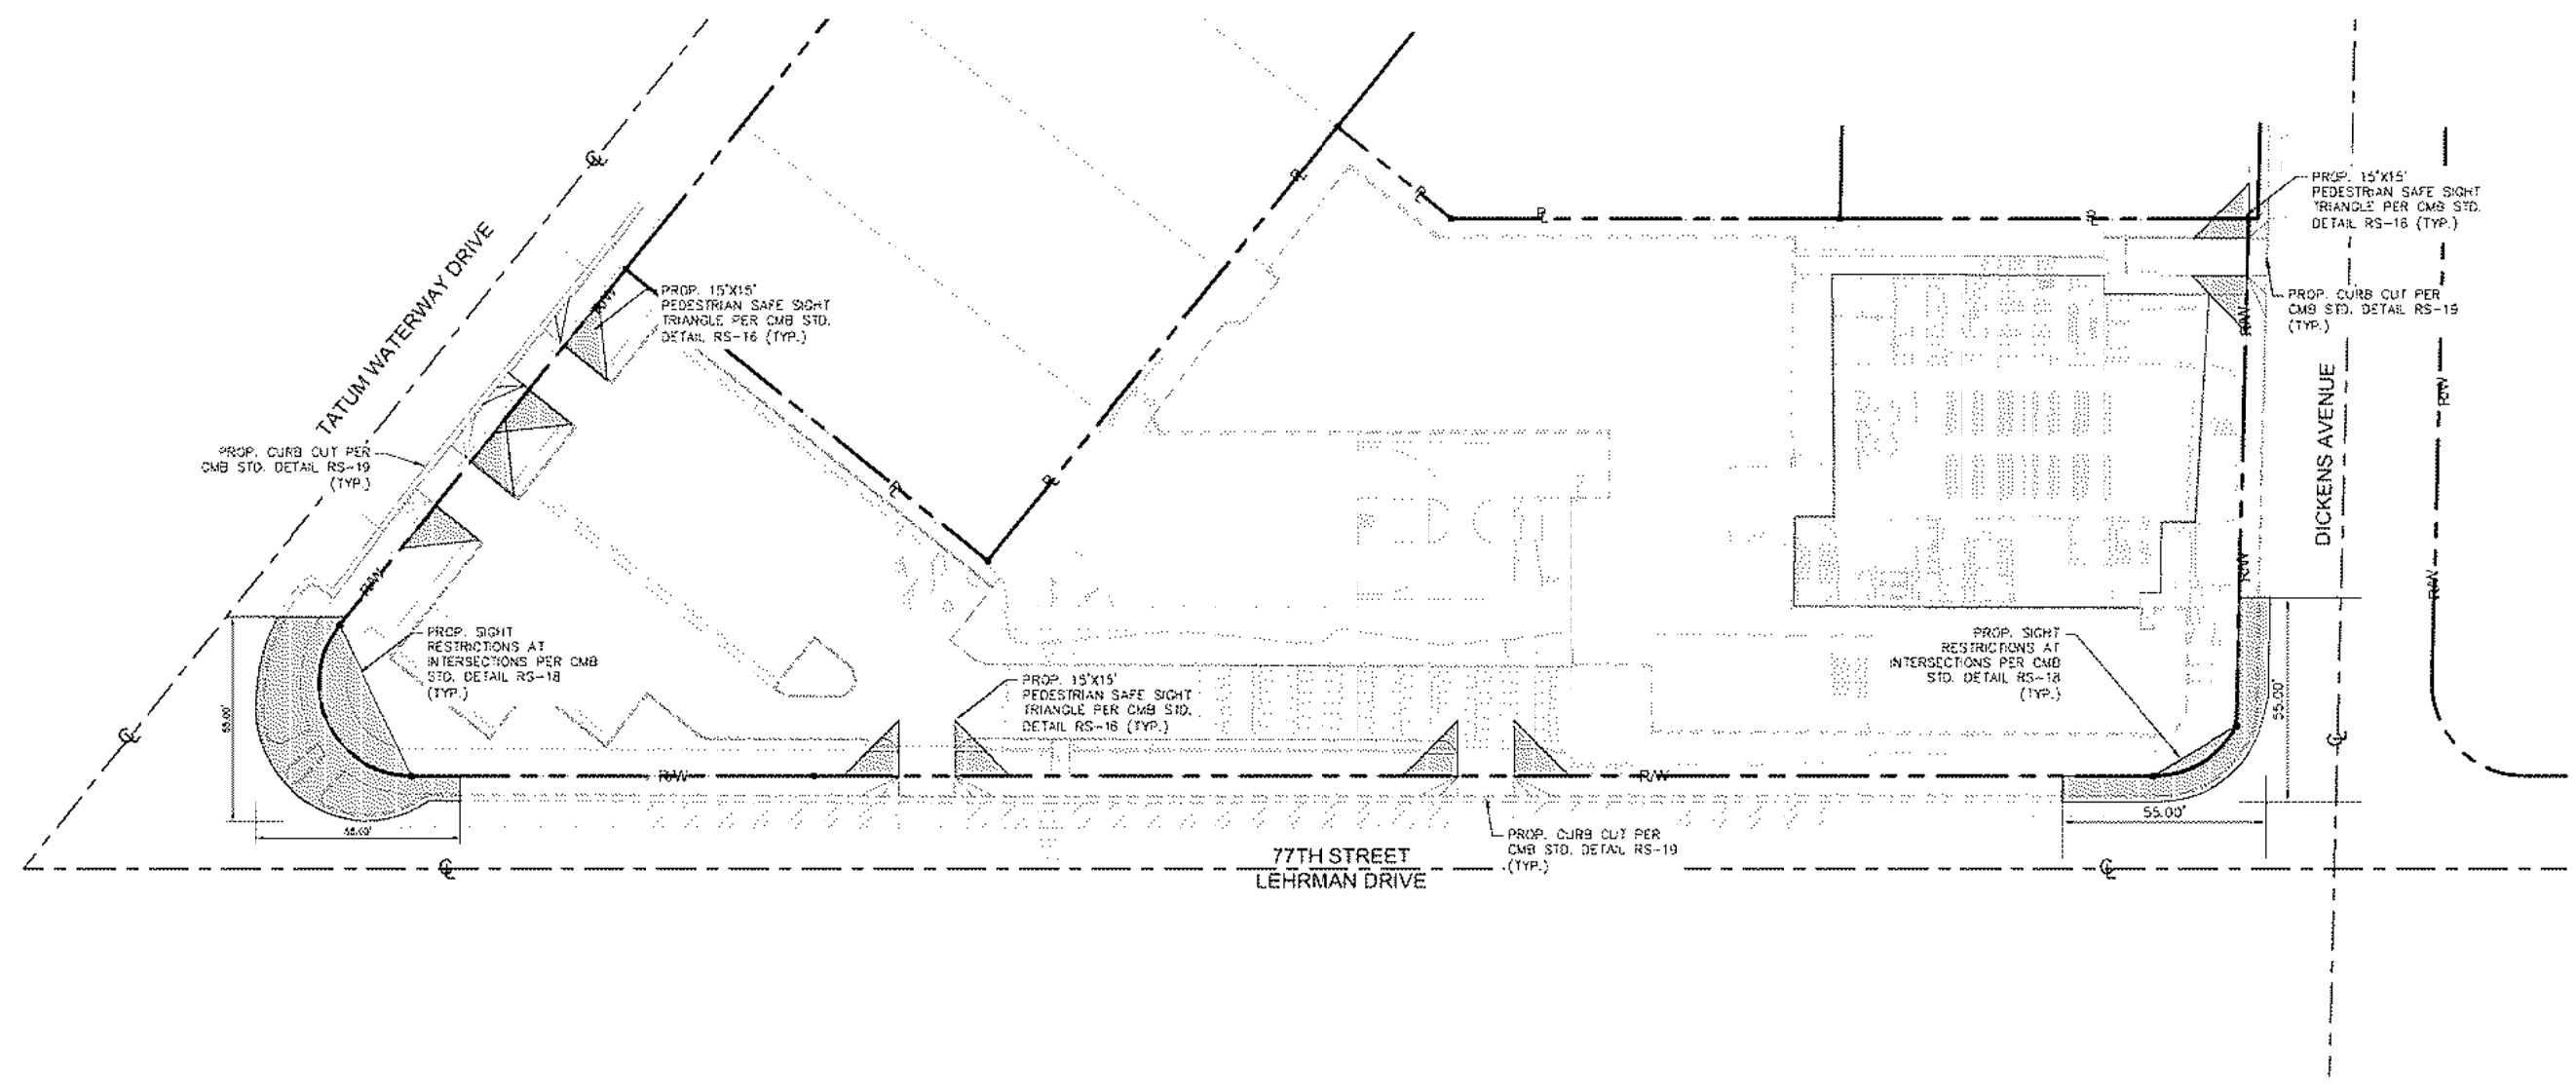 PROP. 15'X15'
PEDESTRIAN SAFE SIGHT
TRIANGLE PER CMB STD.
DETAIL RS-16 (TYP.)
PROP. CURB CUT PER
CMB STD. DETAIL RS-19
(TYP.)
TATUM WATERWAY DRIVE
PROP. 15'X15'
PEDESTRIAN SAFE SIGHT
TRIANGLE PER CMB STD.
DETAIL RS-16 (TYP.)
PROP. CURB CUT PER
CMB STD. DETAIL RS-19
(TYP.)
DICKENS AVENUE
PROP. SIGHT
RESTRICTIONS AT
INTERSECTIONS PER CMB
STD. DETAIL RS-18
(TYP.)
PROP. 15'X15'
PEDESTRIAN SAFE SIGHT
TRIANGLE PER CMB STD.
DETAIL RS-16 (TYP.)
PROP. SIGHT
RESTRICTIONS AT
INTERSECTIONS PER CMB
STD. DETAIL RS-18
(TYP.)
R/W
R/W
R/W
R/W
R/W
R/W
R/W
R/W
55.00'
55.00'
55.00'
55.00'
PROP. CURB CUT PER
CMB STD. DETAIL RS-19
(TYP.)
77TH STREET
LEHRMAN DRIVE